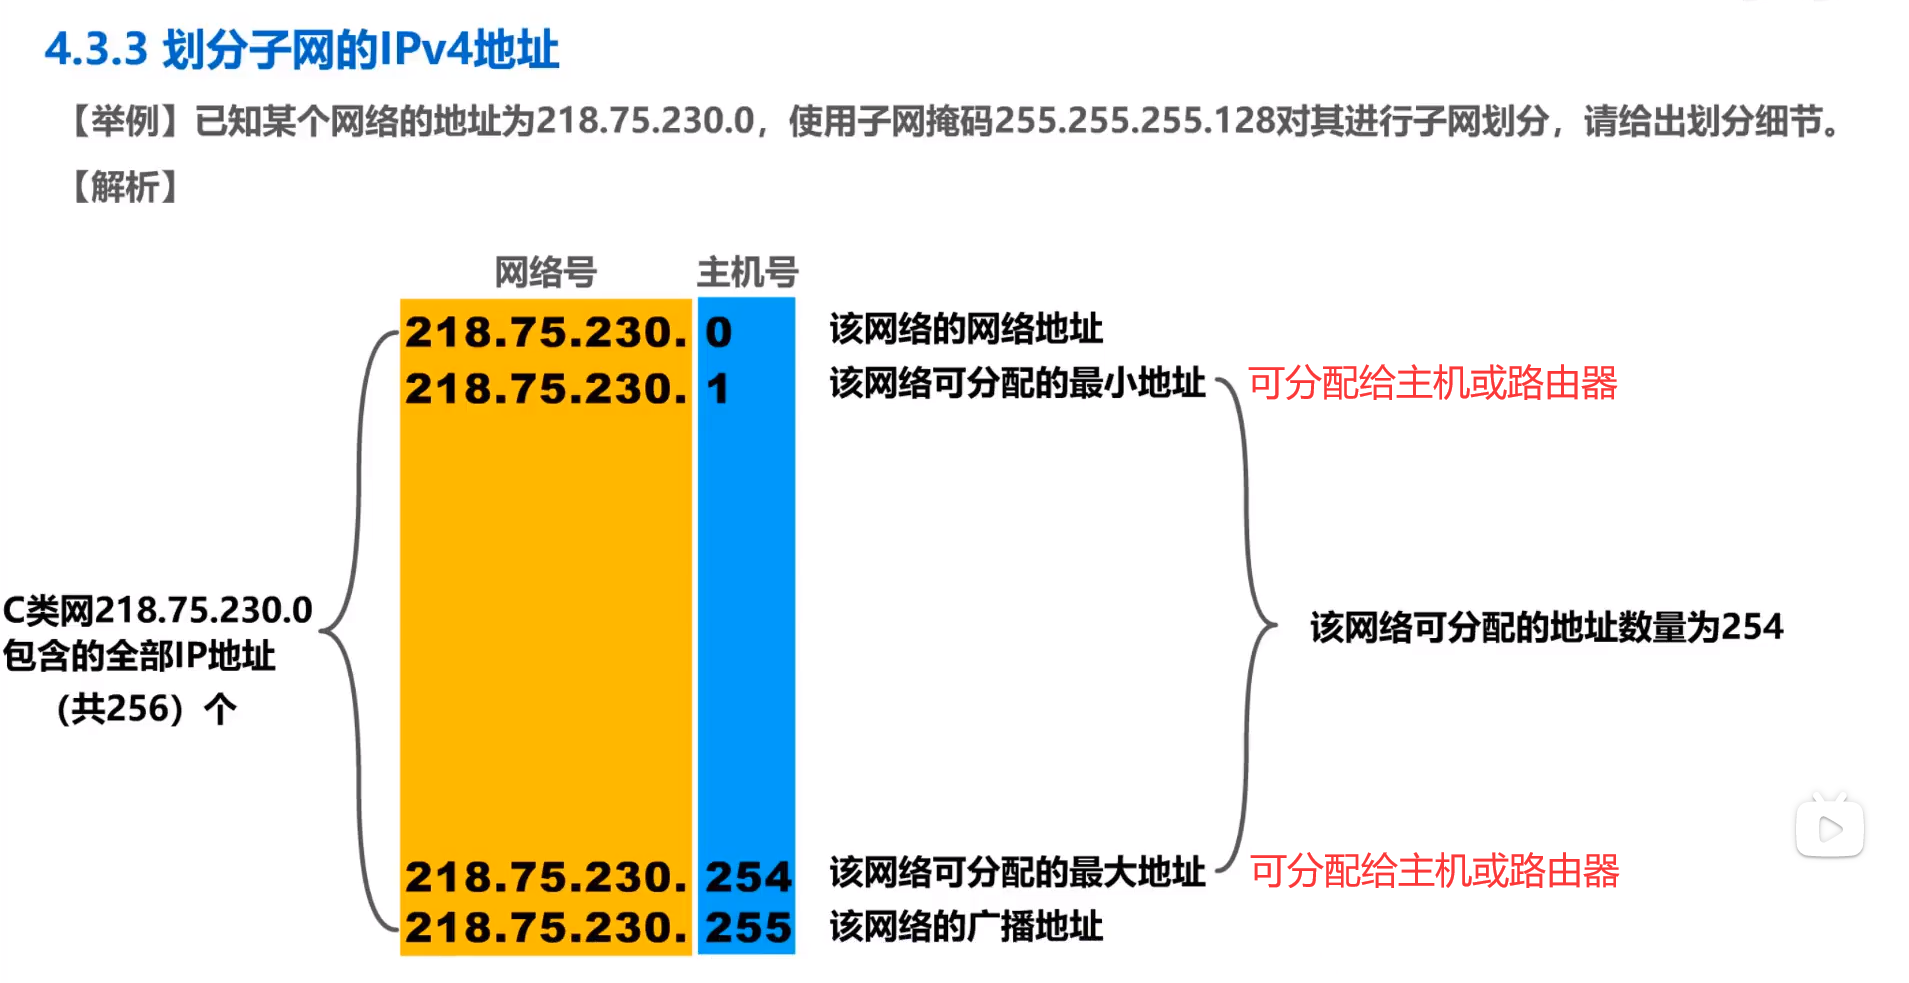 4.3.3 划分子网的IPv4地址
【举例】已知某个网络的地址为218.75.230.0，使用子网掩码255.255.255.128对其进行子网划分，请给出划分细节。
【解析】
网络号 主机号
218.75.230. 0 该网络的网络地址
218.75.230. 1 该网络可分配的最小地址 可分配给主机或路由器
C类网218.75.230.0
包含的全部IP地址
（共256）个
该网络可分配的地址数量为254
218.75.230. 254 该网络可分配的最大地址 可分配给主机或路由器
218.75.230. 255 该网络的广播地址